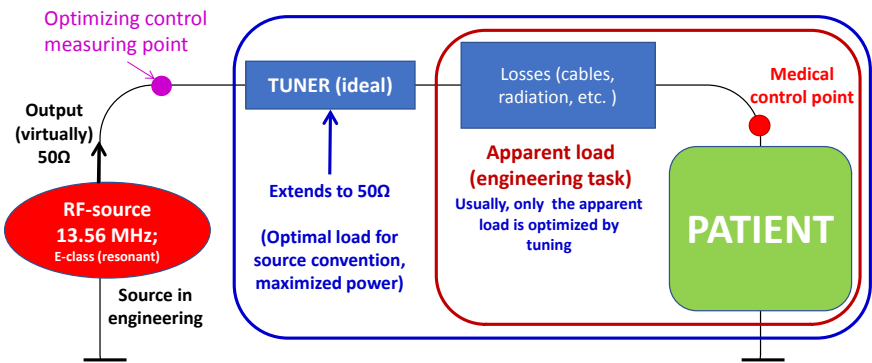 Optimizing control
measuring point
Output
(virtually)
50Ω
RF-source
13.56 MHz;
E-class (resonant)
Source in
engineering
TUNER (ideal)
Extends to 50Ω
(Optimal load for
source convention,
maximized power)
Losses (cables,
radiation, etc. )
Apparent load
(engineering task)
Usually, only the apparent
load is optimized by
tuning
Medical
control point
PATIENT